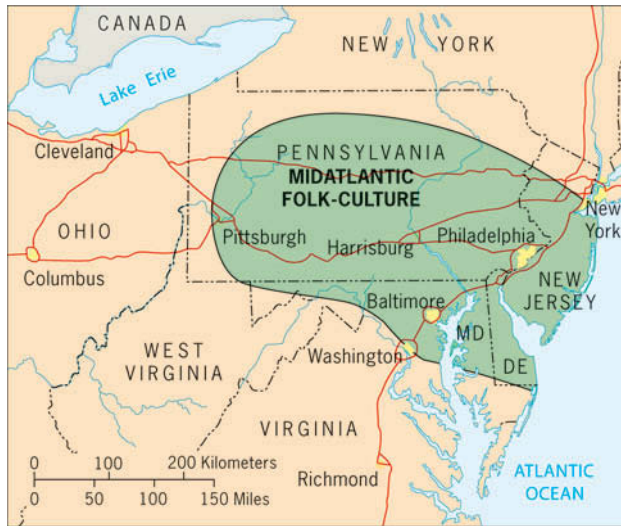 CANADA
NEW YORK
Lake Erie
Cleveland
PENNSYLVANIA
MIDATLANTIC
FOLK-CULTURE
New
York
OHIO
Pittsburgh
Harrisburg
Philadelphia
Columbus
NEW
JERSEY
Baltimore
MD
WEST
VIRGINIA
Washington
DE
VIRGINIA
0 100 200 Kilometers
0 50 100 150 Miles
Richmond
ATLANTIC
OCEAN